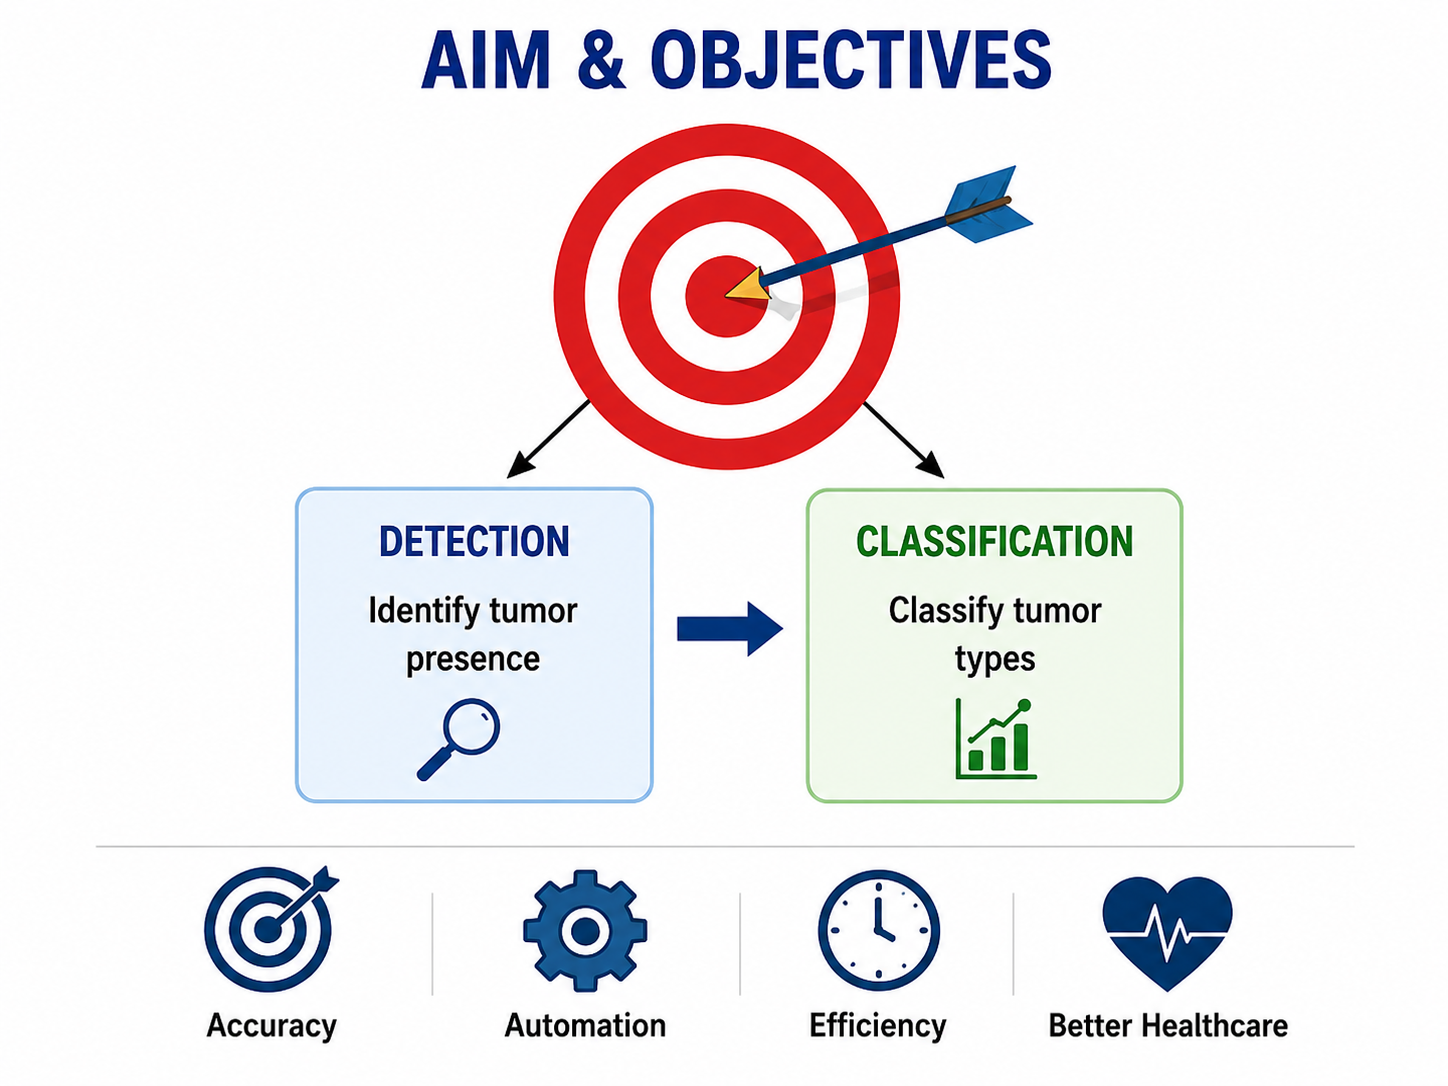 AIM & OBJECTIVES
DETECTION
Identify tumor
presence
CLASSIFICATION
Classify tumor
types
Accuracy
Automation
Efficiency
Better Healthcare